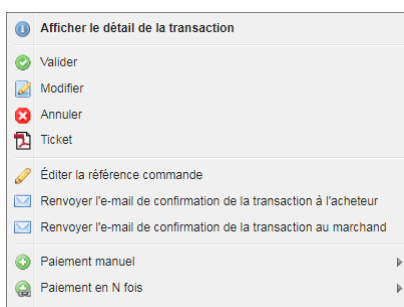 Afficher le détail de la transaction
Valider
Modifier
Annuler
Ticket
Éditer la référence commande
Renvoyer l'e-mail de confirmation de la transaction à l'acheteur
Renvoyer l'e-mail de confirmation de la transaction au marchand
Paiement manuel
Paiement en N fois